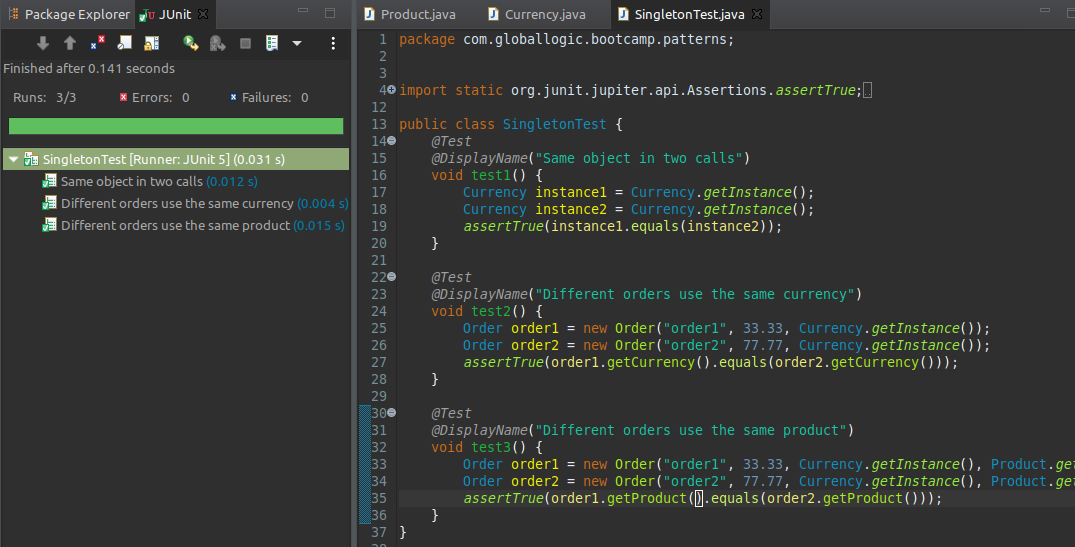 Package Explorer JUnit
Finished after 0.141 seconds
Runs: 3/3 Errors: 0 Failures: 0
SingletonTest [Runner: JUnit 5] (0.031 s)
Same object in two calls (0.012 s)
Different orders use the same currency (0.004 s)
Different orders use the same product (0.015 s)
Product.java Currency.java SingletonTest.java
1 package com.globallogic.bootcamp.patterns;
2
3
4 import static org.junit.jupiter.api.Assertions.assertTrue;
12
13 public class SingletonTest {
14 @Test
15 @DisplayName("Same object in two calls")
16 void test1() {
17 Currency instance1 = Currency.getInstance();
18 Currency instance2 = Currency.getInstance();
19 assertTrue(instance1.equals(instance2));
20 }
21
22 @Test
23 @DisplayName("Different orders use the same currency")
24 void test2() {
25 Order order1 = new Order("order1", 33.33, Currency.getInstance());
26 Order order2 = new Order("order2", 77.77, Currency.getInstance());
27 assertTrue(order1.getCurrency().equals(order2.getCurrency()));
28 }
29
30 @Test
31 @DisplayName("Different orders use the same product")
32 void test3() {
33 Order order1 = new Order("order1", 33.33, Currency.getInstance(), Product.get
34 Order order2 = new Order("order2", 77.77, Currency.getInstance(), Product.get
35 assertTrue(order1.getProduct().equals(order2.getProduct()));
36 }
37 }